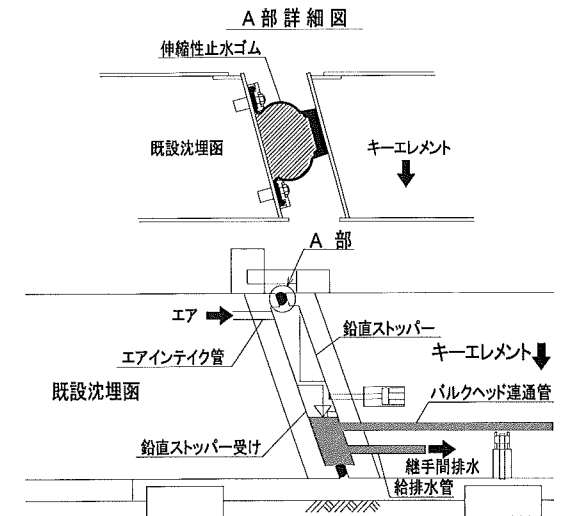 A部詳細図
伸縮性止水ゴム
既設沈埋函
キーエレメント
A 部
エア
鉛直ストッパー
エアインテイク管
キーエレメント
既設沈埋函
バルクヘッド連通管
鉛直ストッパー受け
継手間排水
給排水管